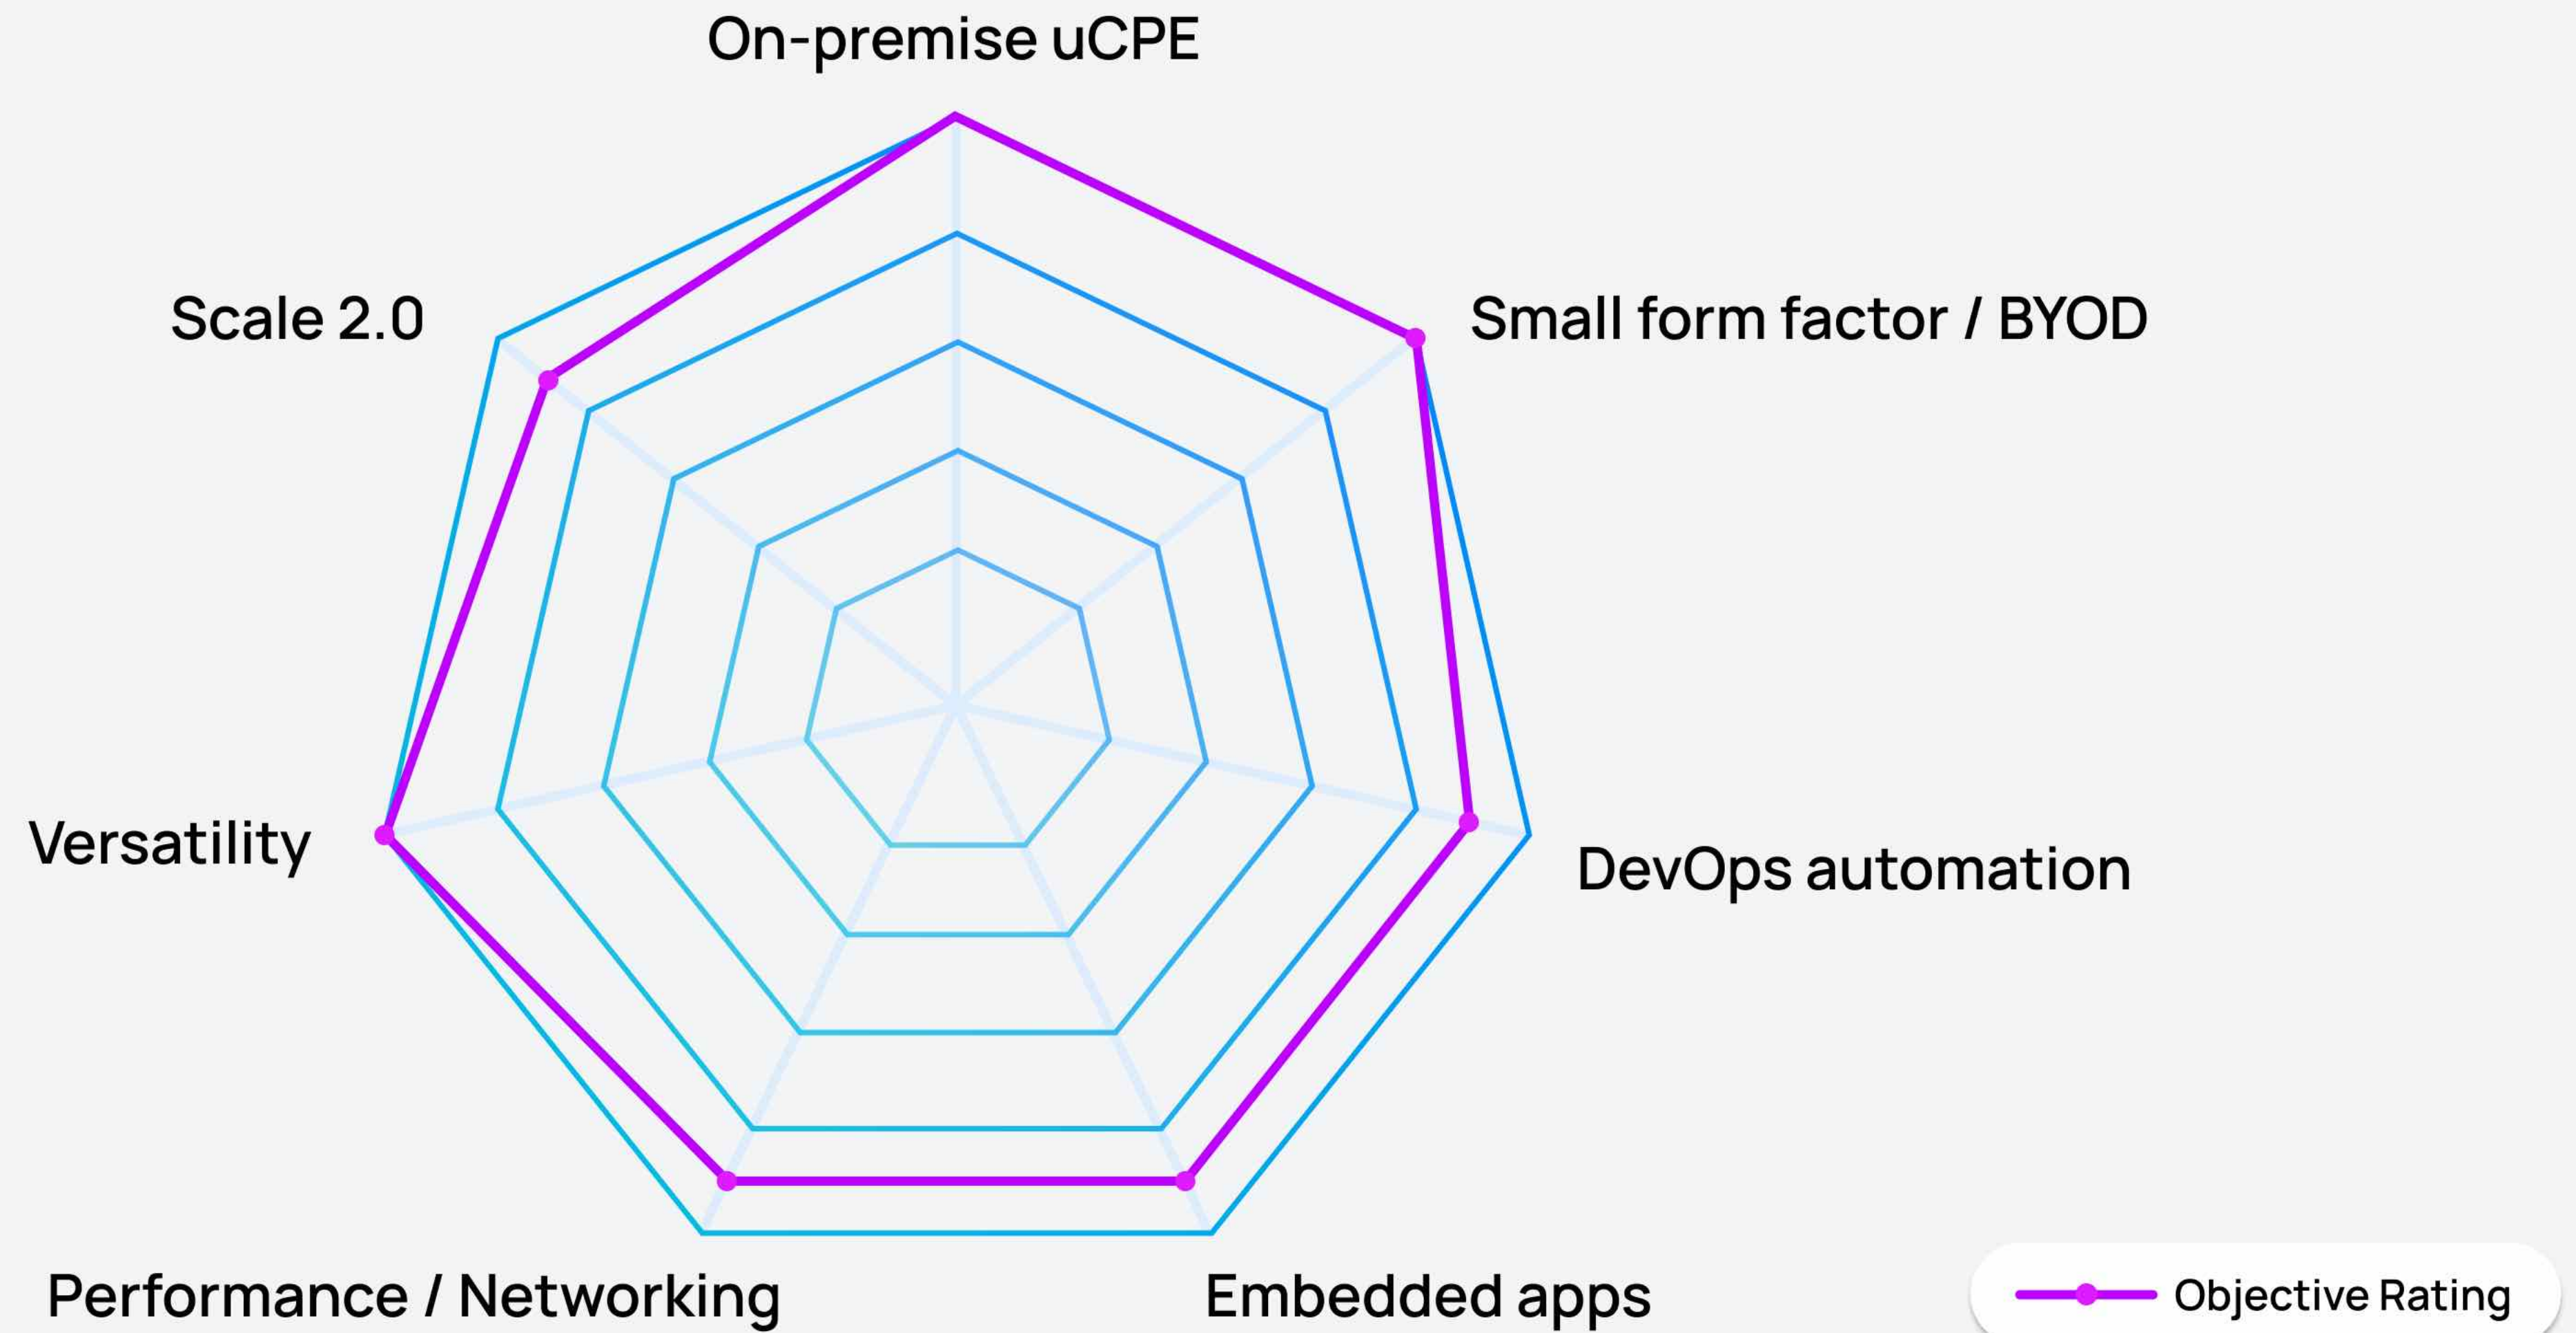 On-premise uCPE
Scale 2.0
Small form factor / BYOD
Versatility
DevOps automation
Performance / Networking
Embedded apps
Objective Rating